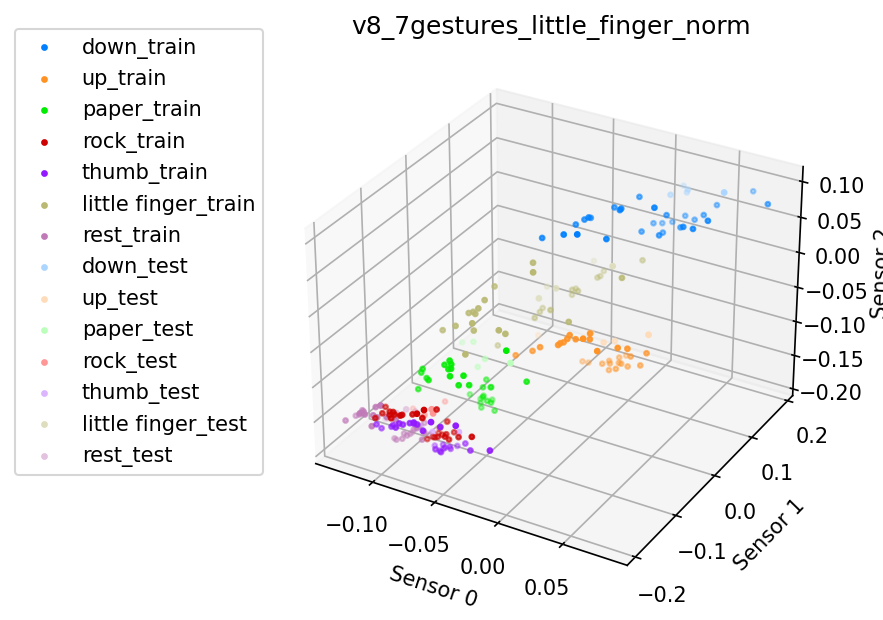 v8_7gestures_little_finger_norm
down_train
up_train
paper_train
rock_train
thumb_train
little finger_train
rest_train
down_test
up_test
paper_test
rock_test
thumb_test
little finger_test
rest_test
0.10
0.05
0.00
−0.05
−0.10
−0.15
−0.20
Sensor 2
0.2
0.1
0.0
−0.1
−0.2
Sensor 1
−0.10
−0.05
0.00
0.05
Sensor 0